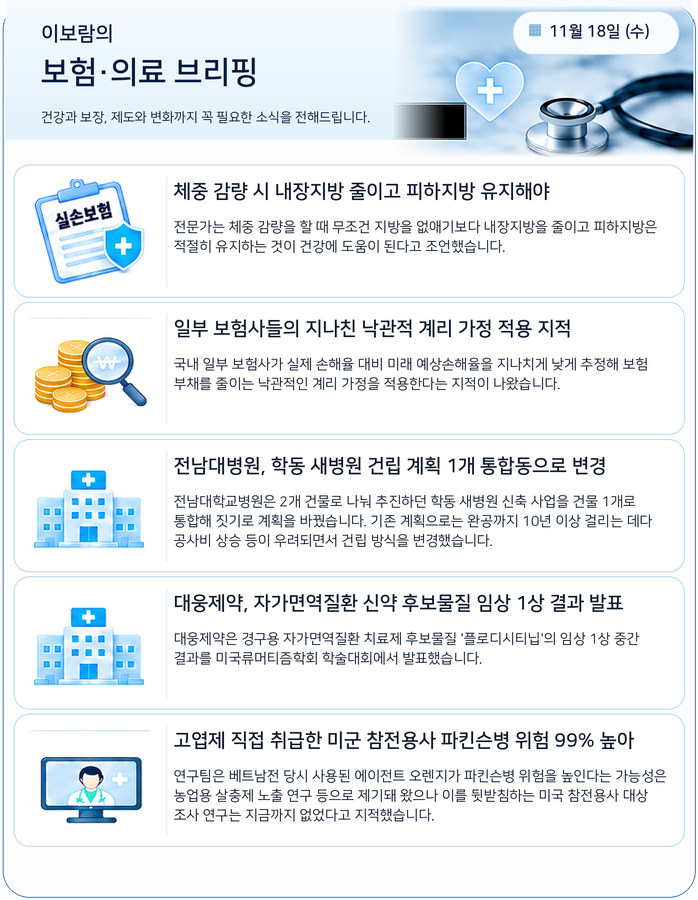 이보람의
보험·의료 브리핑
11월 18일 (수)
건강과 보장, 제도와 변화까지 꼭 필요한 소식을 전해드립니다.
실손보험
체중 감량 시 내장지방 줄이고 피하지방 유지해야
전문가는 체중 감량을 할 때 무조건 지방을 없애기보다 내장지방을 줄이고 피하지방은
적절히 유지하는 것이 건강에 도움이 된다고 조언했습니다.
₩
일부 보험사들의 지나친 낙관적 계리 가정 적용 지적
국내 일부 보험사가 실제 손해율 대비 미래 예상손해율을 지나치게 낮게 추정해 보험
부채를 줄이는 낙관적인 계리 가정을 적용한다는 지적이 나왔습니다.
전남대병원, 학동 새병원 건립 계획 1개 통합동으로 변경
전남대학교병원은 2개 건물로 나눠 추진하던 학동 새병원 신축 사업을 건물 1개로
통합해 짓기로 계획을 바꿨습니다. 기존 계획으로는 완공까지 10년 이상 걸리는 데다
공사비 상승 등이 우려되면서 건립 방식을 변경했습니다.
대웅제약, 자가면역질환 신약 후보물질 임상 1상 결과 발표
대웅제약은 경구용 자가면역질환 치료제 후보물질 '플로디시티닙'의 임상 1상 중간
결과를 미국류머티즘학회 학술대회에서 발표했습니다.
고엽제 직접 취급한 미군 참전용사 파킨슨병 위험 99% 높아
연구팀은 베트남전 당시 사용된 에이전트 오렌지가 파킨슨병 위험을 높인다는 가능성은
농업용 살충제 노출 연구 등으로 제기돼 왔으나 이를 뒷받침하는 미국 참전용사 대상
조사 연구는 지금까지 없었다고 지적했습니다.